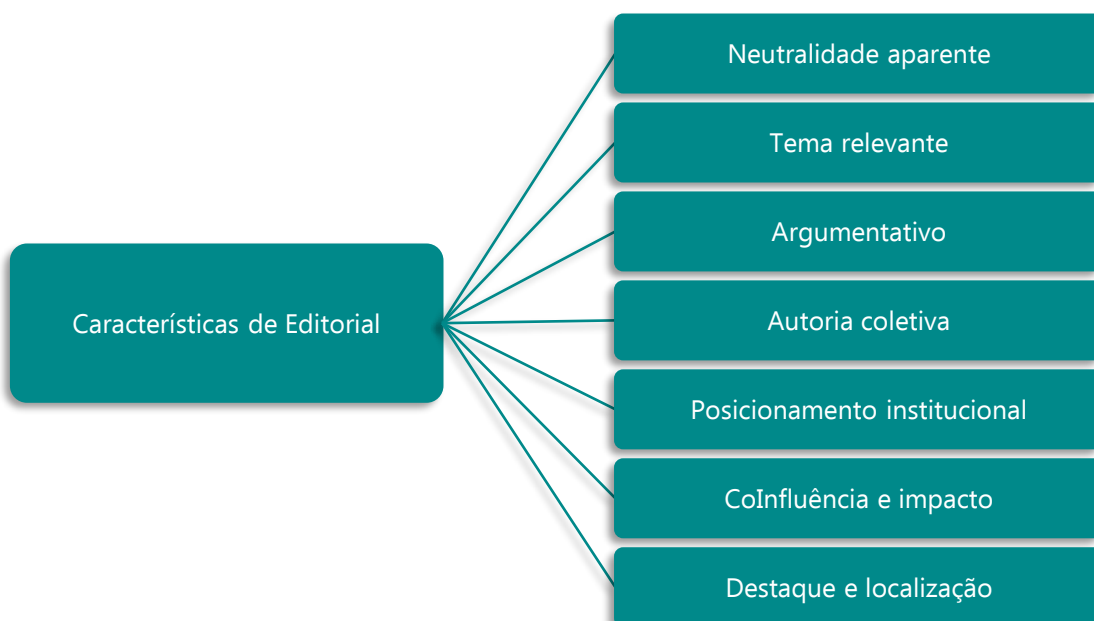 Características de Editorial
Neutralidade aparente
Tema relevante
Argumentativo
Autoria coletiva
Posicionamento institucional
CoInfluência e impacto
Destaque e localização